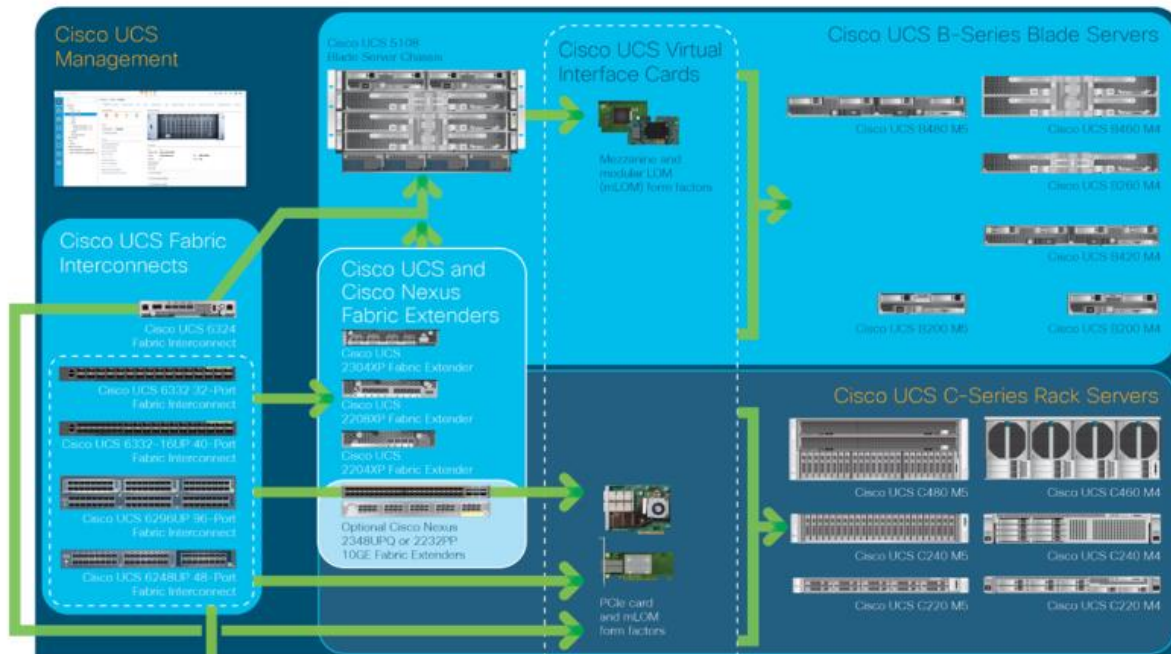 Cisco UCS
Management
Cisco UCS 5108
Blade Server Chassis
Cisco UCS Virtual
Interface Cards
Mezzanine and
modular LOM
(mLOM) form factors
Cisco UCS B-Series Blade Servers
Cisco UCS B480 M5
Cisco UCS B460 M4
Cisco UCS B260 M4
Cisco UCS B420 M4
Cisco UCS B200 M5
Cisco UCS B200 M4
Cisco UCS Fabric
Interconnects
Cisco UCS 6324
Fabric Interconnect
Cisco UCS 6332 32-Port
Fabric Interconnect
Cisco UCS 6332-16UP 40-Port
Fabric Interconnect
Cisco UCS 6296UP 96-Port
Fabric Interconnect
Cisco UCS 6248UP 48-Port
Fabric Interconnect
Cisco UCS and
Cisco Nexus
Fabric Extenders
Cisco UCS
2304XP Fabric Extender
Cisco UCS
2208XP Fabric Extender
Cisco UCS
2204XP Fabric Extender
Optional Cisco Nexus
2348UPQ or 2232PP
10GE Fabric Extenders
PCIe card
and mLOM
form factors
Cisco UCS C-Series Rack Servers
Cisco UCS C480 M5
Cisco UCS C460 M4
Cisco UCS C240 M5
Cisco UCS C240 M4
Cisco UCS C220 M5
Cisco UCS C220 M4